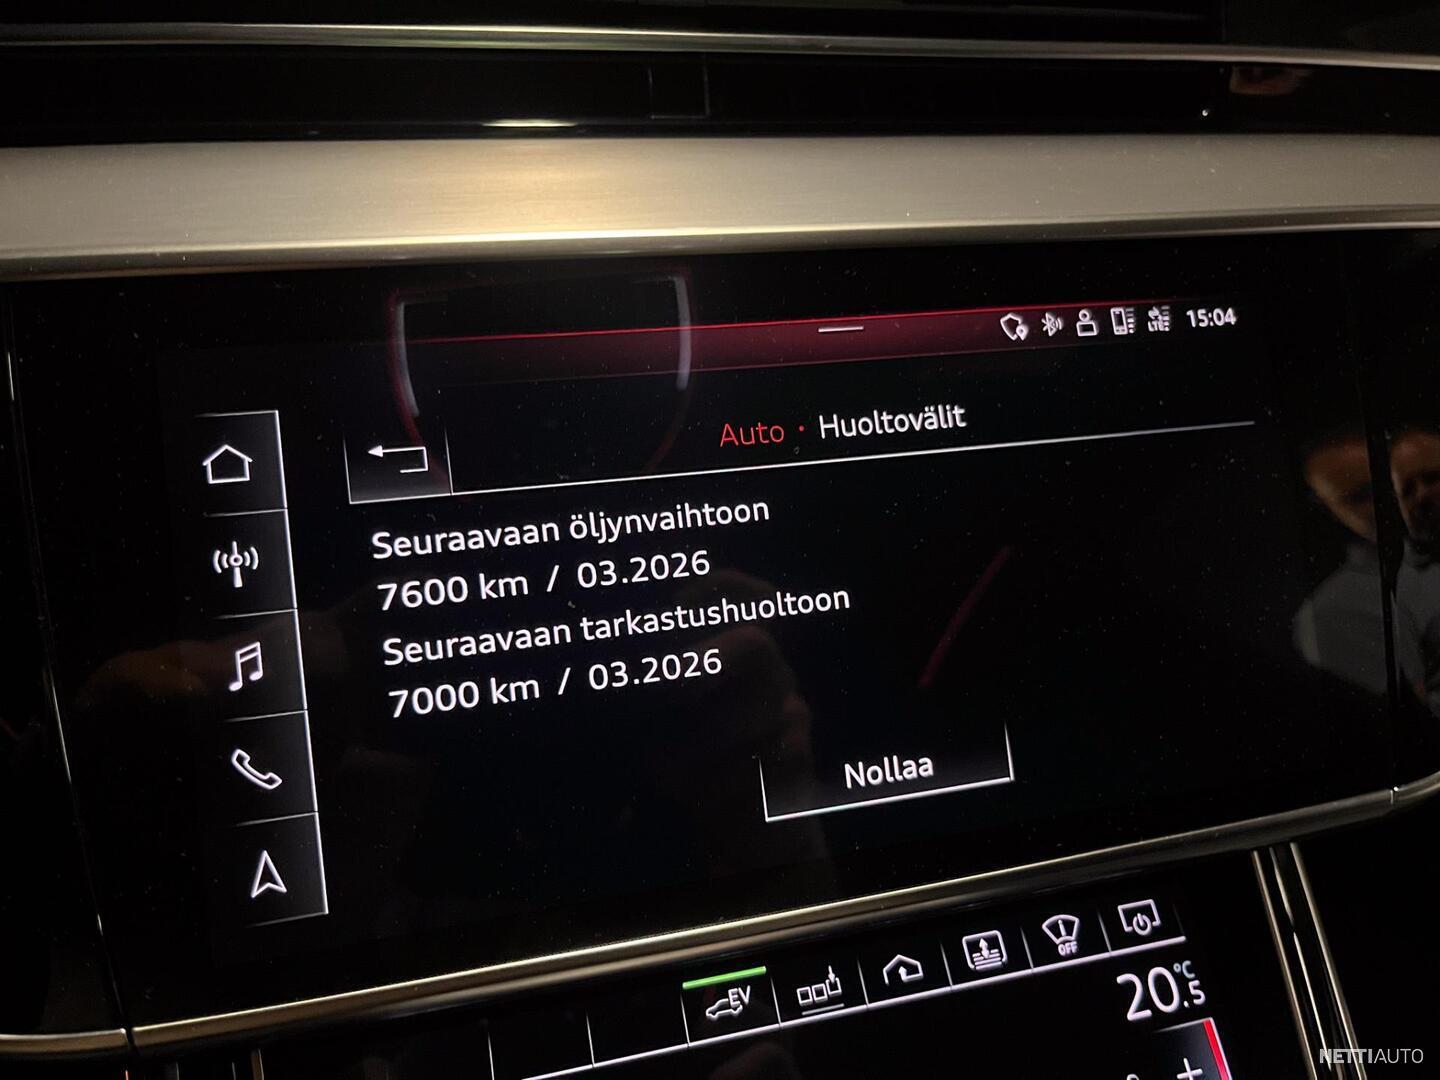 15:04
Auto · Huoltovälit
Seuraavaan öljynvaihtoon
7600 km / 03.2026
Seuraavaan tarkastushuoltoon
7000 km / 03.2026
Nollaa
LTE
EV
OFF
20.5 °C
+
NETTIAUTO